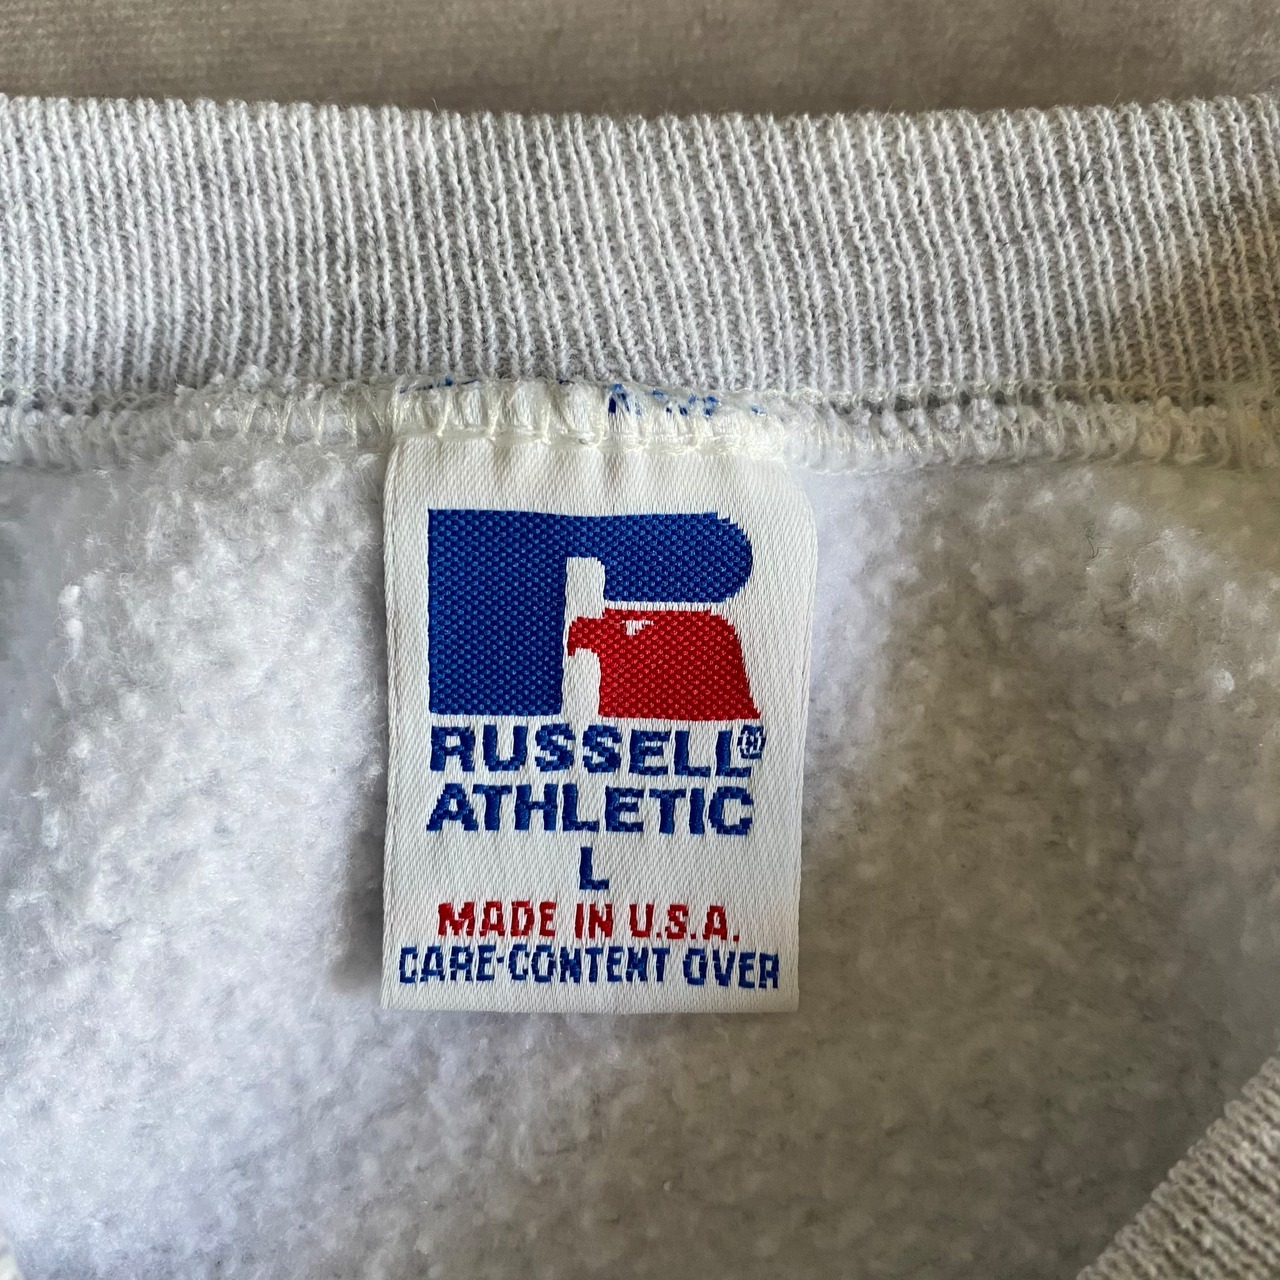 RUSSELL®
ATHLETIC
L
MADE IN U.S.A.
CARE-CONTENT OVER